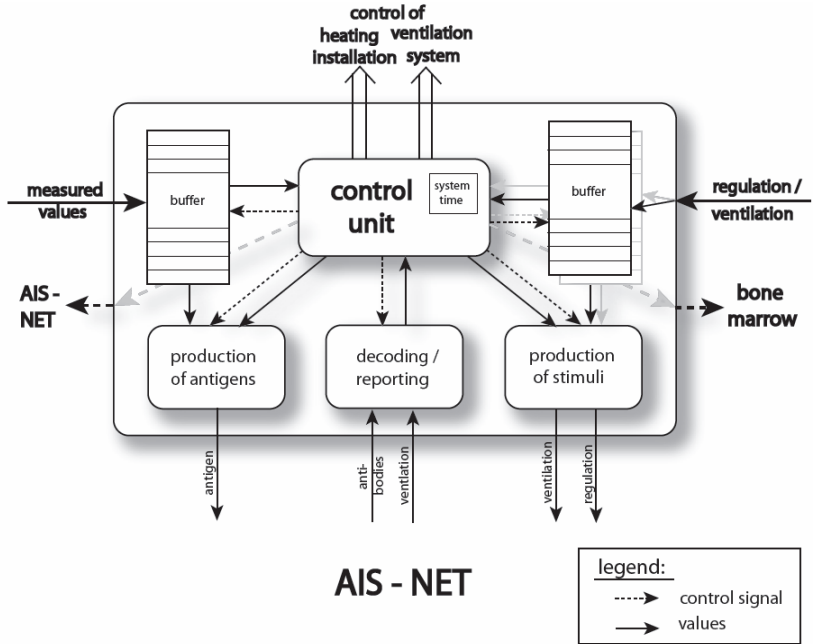 control of
heating ventilation
installation system
measured
values
buffer
control
unit
system
time
buffer
regulation /
ventilation
AIS -
NET
bone
marrow
production
of antigens
decoding /
reporting
production
of stimuli
antigen
anti-
bodies
ventilation
ventilation
regulation
AIS - NET
legend:
control signal
values